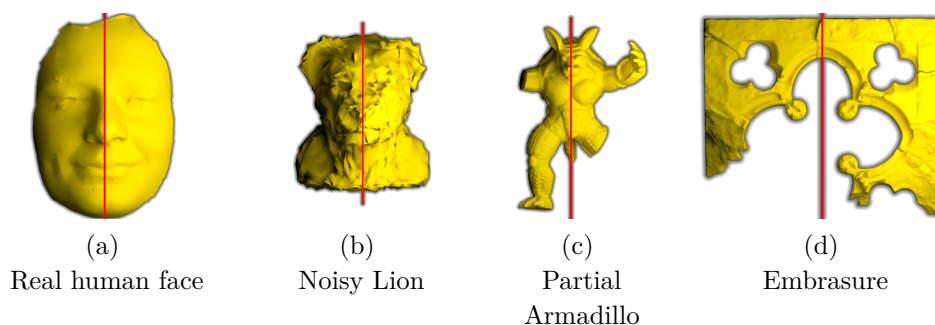 (a)
Real human face
(b)
Noisy Lion
(c)
Partial
Armadillo
(d)
Embrasure